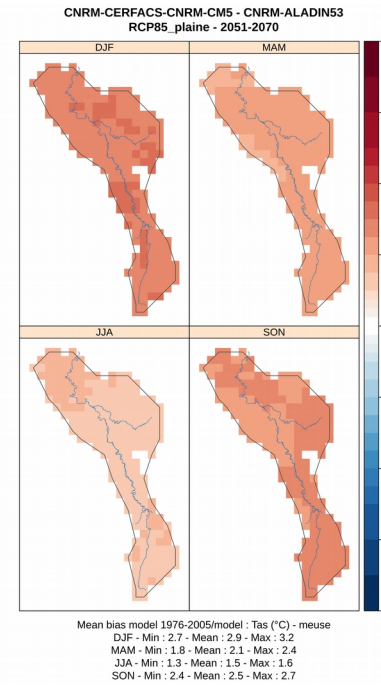 CNRM-CERFACS-CNRM-CM5 - CNRM-ALADIN53
RCP85_plaine - 2051-2070
DJF
MAM
JJA
SON
Mean bias model 1976-2005/model : Tas (°C) - meuse
DJF - Min : 2.7 - Mean : 2.9 - Max : 3.2
MAM - Min : 1.8 - Mean : 2.1 - Max : 2.4
JJA - Min : 1.3 - Mean : 1.5 - Max : 1.6
SON - Min : 2.4 - Mean : 2.5 - Max : 2.7